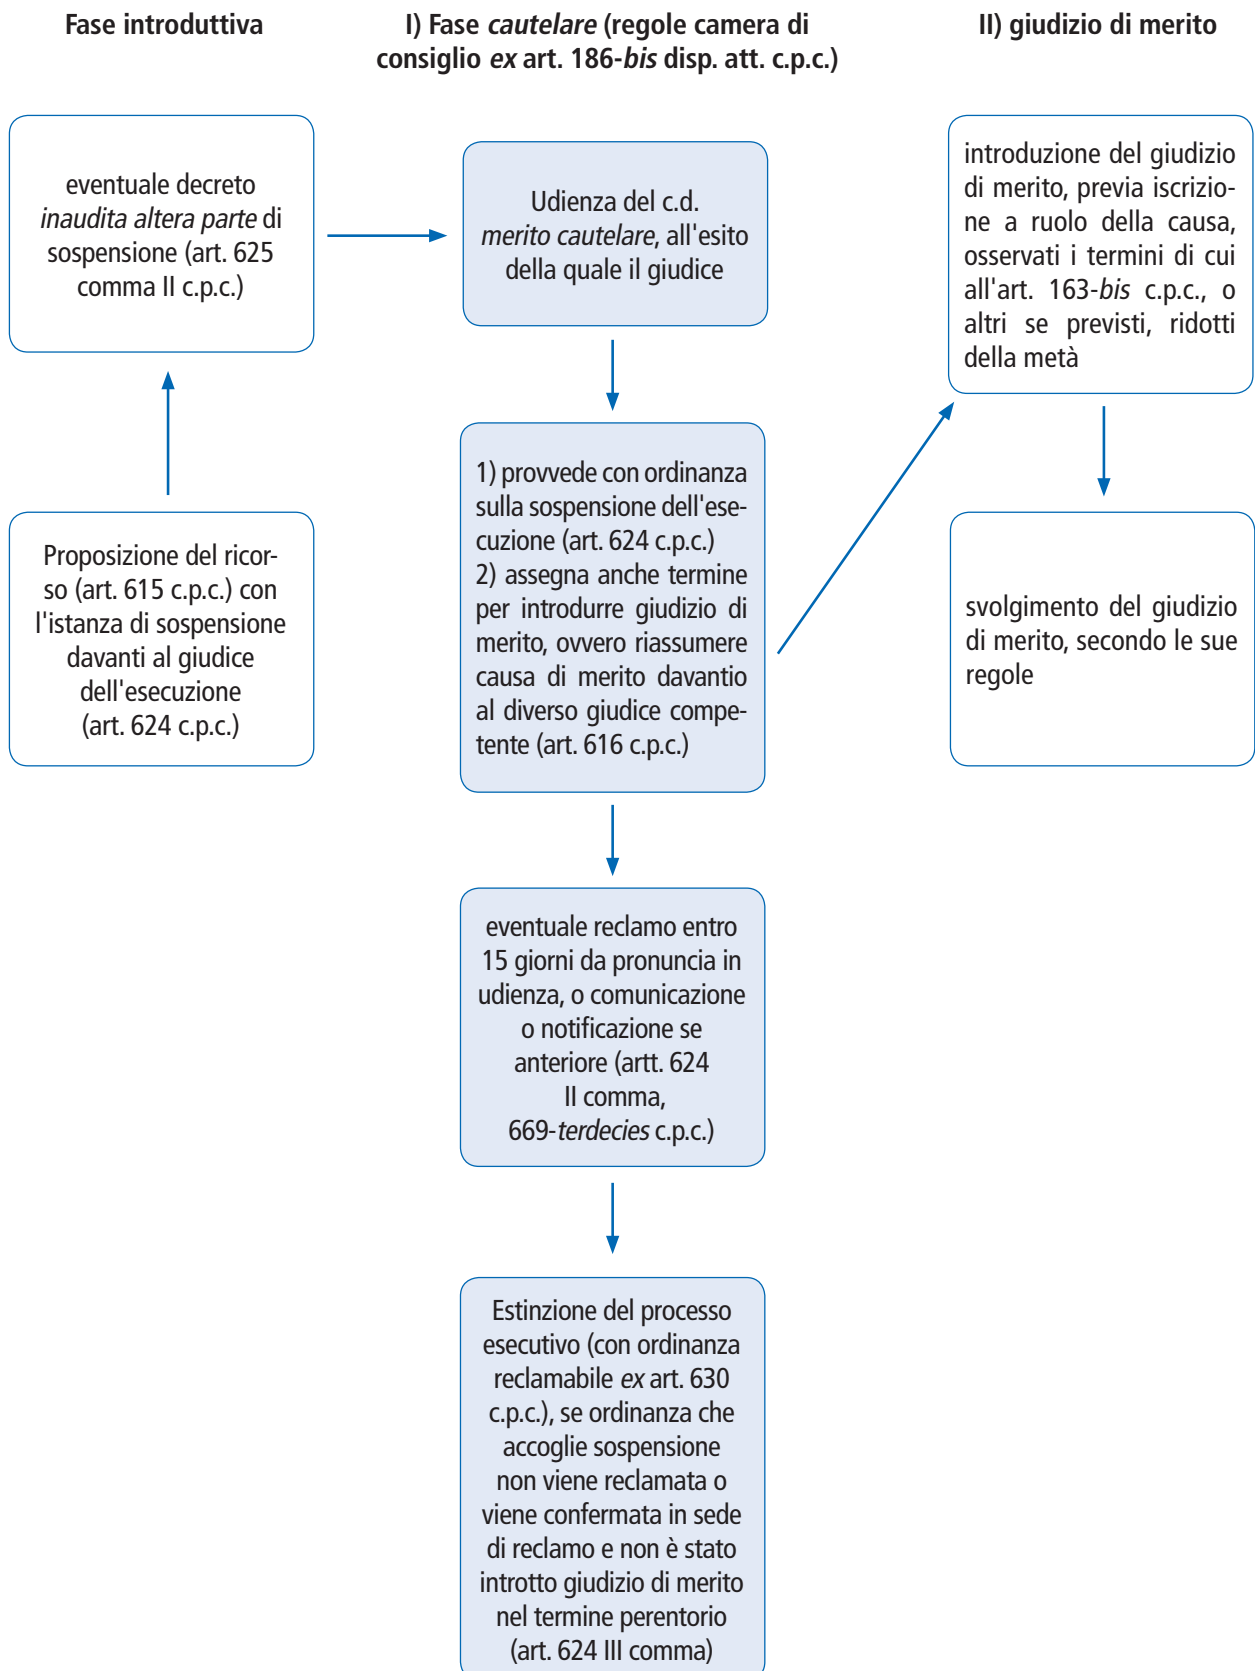 Fase introduttiva
I) Fase cautelare (regole camera di
consiglio ex art. 186-bis disp. att. c.p.c.)
II) giudizio di merito
eventuale decreto
inaudita altera parte di
sospensione (art. 625
comma II c.p.c.)
Proposizione del ricor-
so (art. 615 c.p.c.) con
l'istanza di sospensione
davanti al giudice
dell'esecuzione
(art. 624 c.p.c.)
Udienza del c.d.
merito cautelare, all'esito
della quale il giudice
1) provvede con ordinanza
sulla sospensione dell'ese-
cuzione (art. 624 c.p.c.)
2) assegna anche termine
per introdurre giudizio di
merito, ovvero riassumere
causa di merito davantio
al diverso giudice compe-
tente (art. 616 c.p.c.)
eventuale reclamo entro
15 giorni da pronuncia in
udienza, o comunicazione
o notificazione se
anteriore (artt. 624
II comma,
669-terdecies c.p.c.)
Estinzione del processo
esecutivo (con ordinanza
reclamabile ex art. 630
c.p.c.), se ordinanza che
accoglie sospensione
non viene reclamata o
viene confermata in sede
di reclamo e non è stato
introtto giudizio di merito
nel termine perentorio
(art. 624 III comma)
introduzione del giudizio
di merito, previa iscrizio-
ne a ruolo della causa,
osservati i termini di cui
all'art. 163-bis c.p.c., o
altri se previsti, ridotti
della metà
svolgimento del giudizio
di merito, secondo le sue
regole